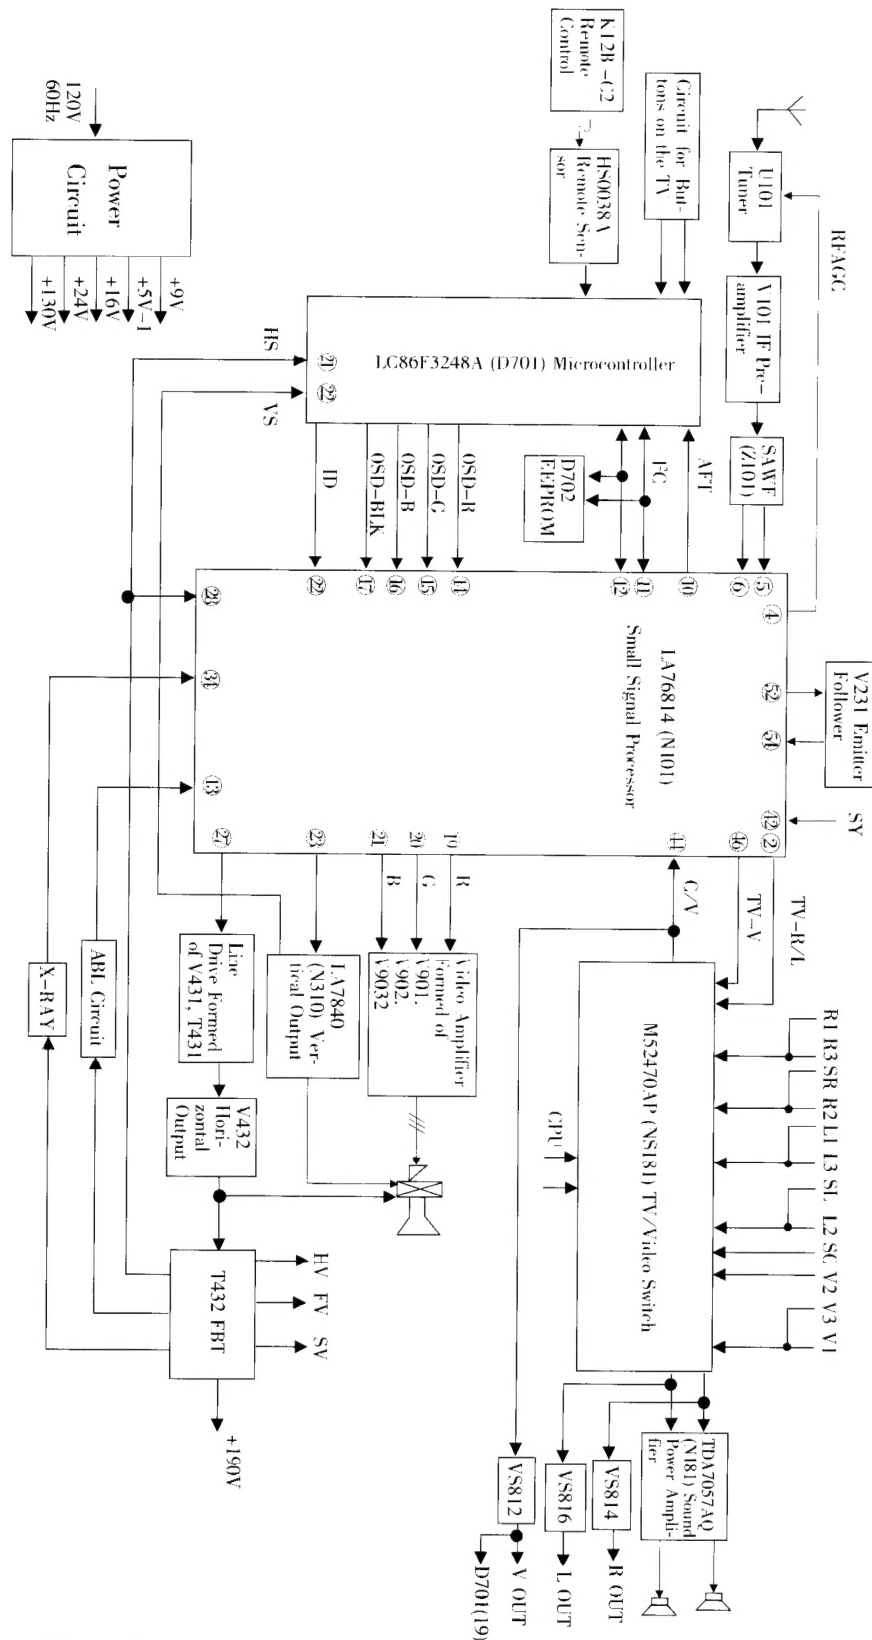 K12B-C2
Remote
Control
HS0038A
Remote Sen-
sor
Circuit for But-
tons on the TV
U101
Tuner
RFAGC
V101 IF Pre-
amplifier
SAWF
(Z101)
120V
60Hz
Power
Circuit
+9V
+5V-1
+16V
+24V
+130V
LC86F3248A (D701) Microcontroller
21
22
HS
VS
ID
OSD-BLK
OSD-B
OSD-G
OSD-R
D702
EEPROM
I²C
AFT
LA76814 (N101)
Small Signal
Processor
5
6
4
10
11
12
14
15
16
17
22
28
34
13
27
23
21
20
19
44
46
2
42
54
52
V231 Emitter
Follower
SY
B
G
R
C/V
TV-V
TV-R/L
X-RAY
ABL Circuit
Line
Drive Formed
of V431, T431
V432
Hori-
zontal
Output
LA7840
(N310) Ver-
tical Output
Video Amplifier
Formed of
V901,
V902,
V9032
T432 FBT
HV
FV
SV
+190V
M52470AP (NS181) TV/Video Switch
CPU
R1 R3 SR R2 L1 L3 SL L2 SC V2 V3 V1
TDA7057AQ
(N181) Sound
Power Ampli-
fier
VS814
R OUT
VS816
L OUT
VS812
V OUT
D701(19)